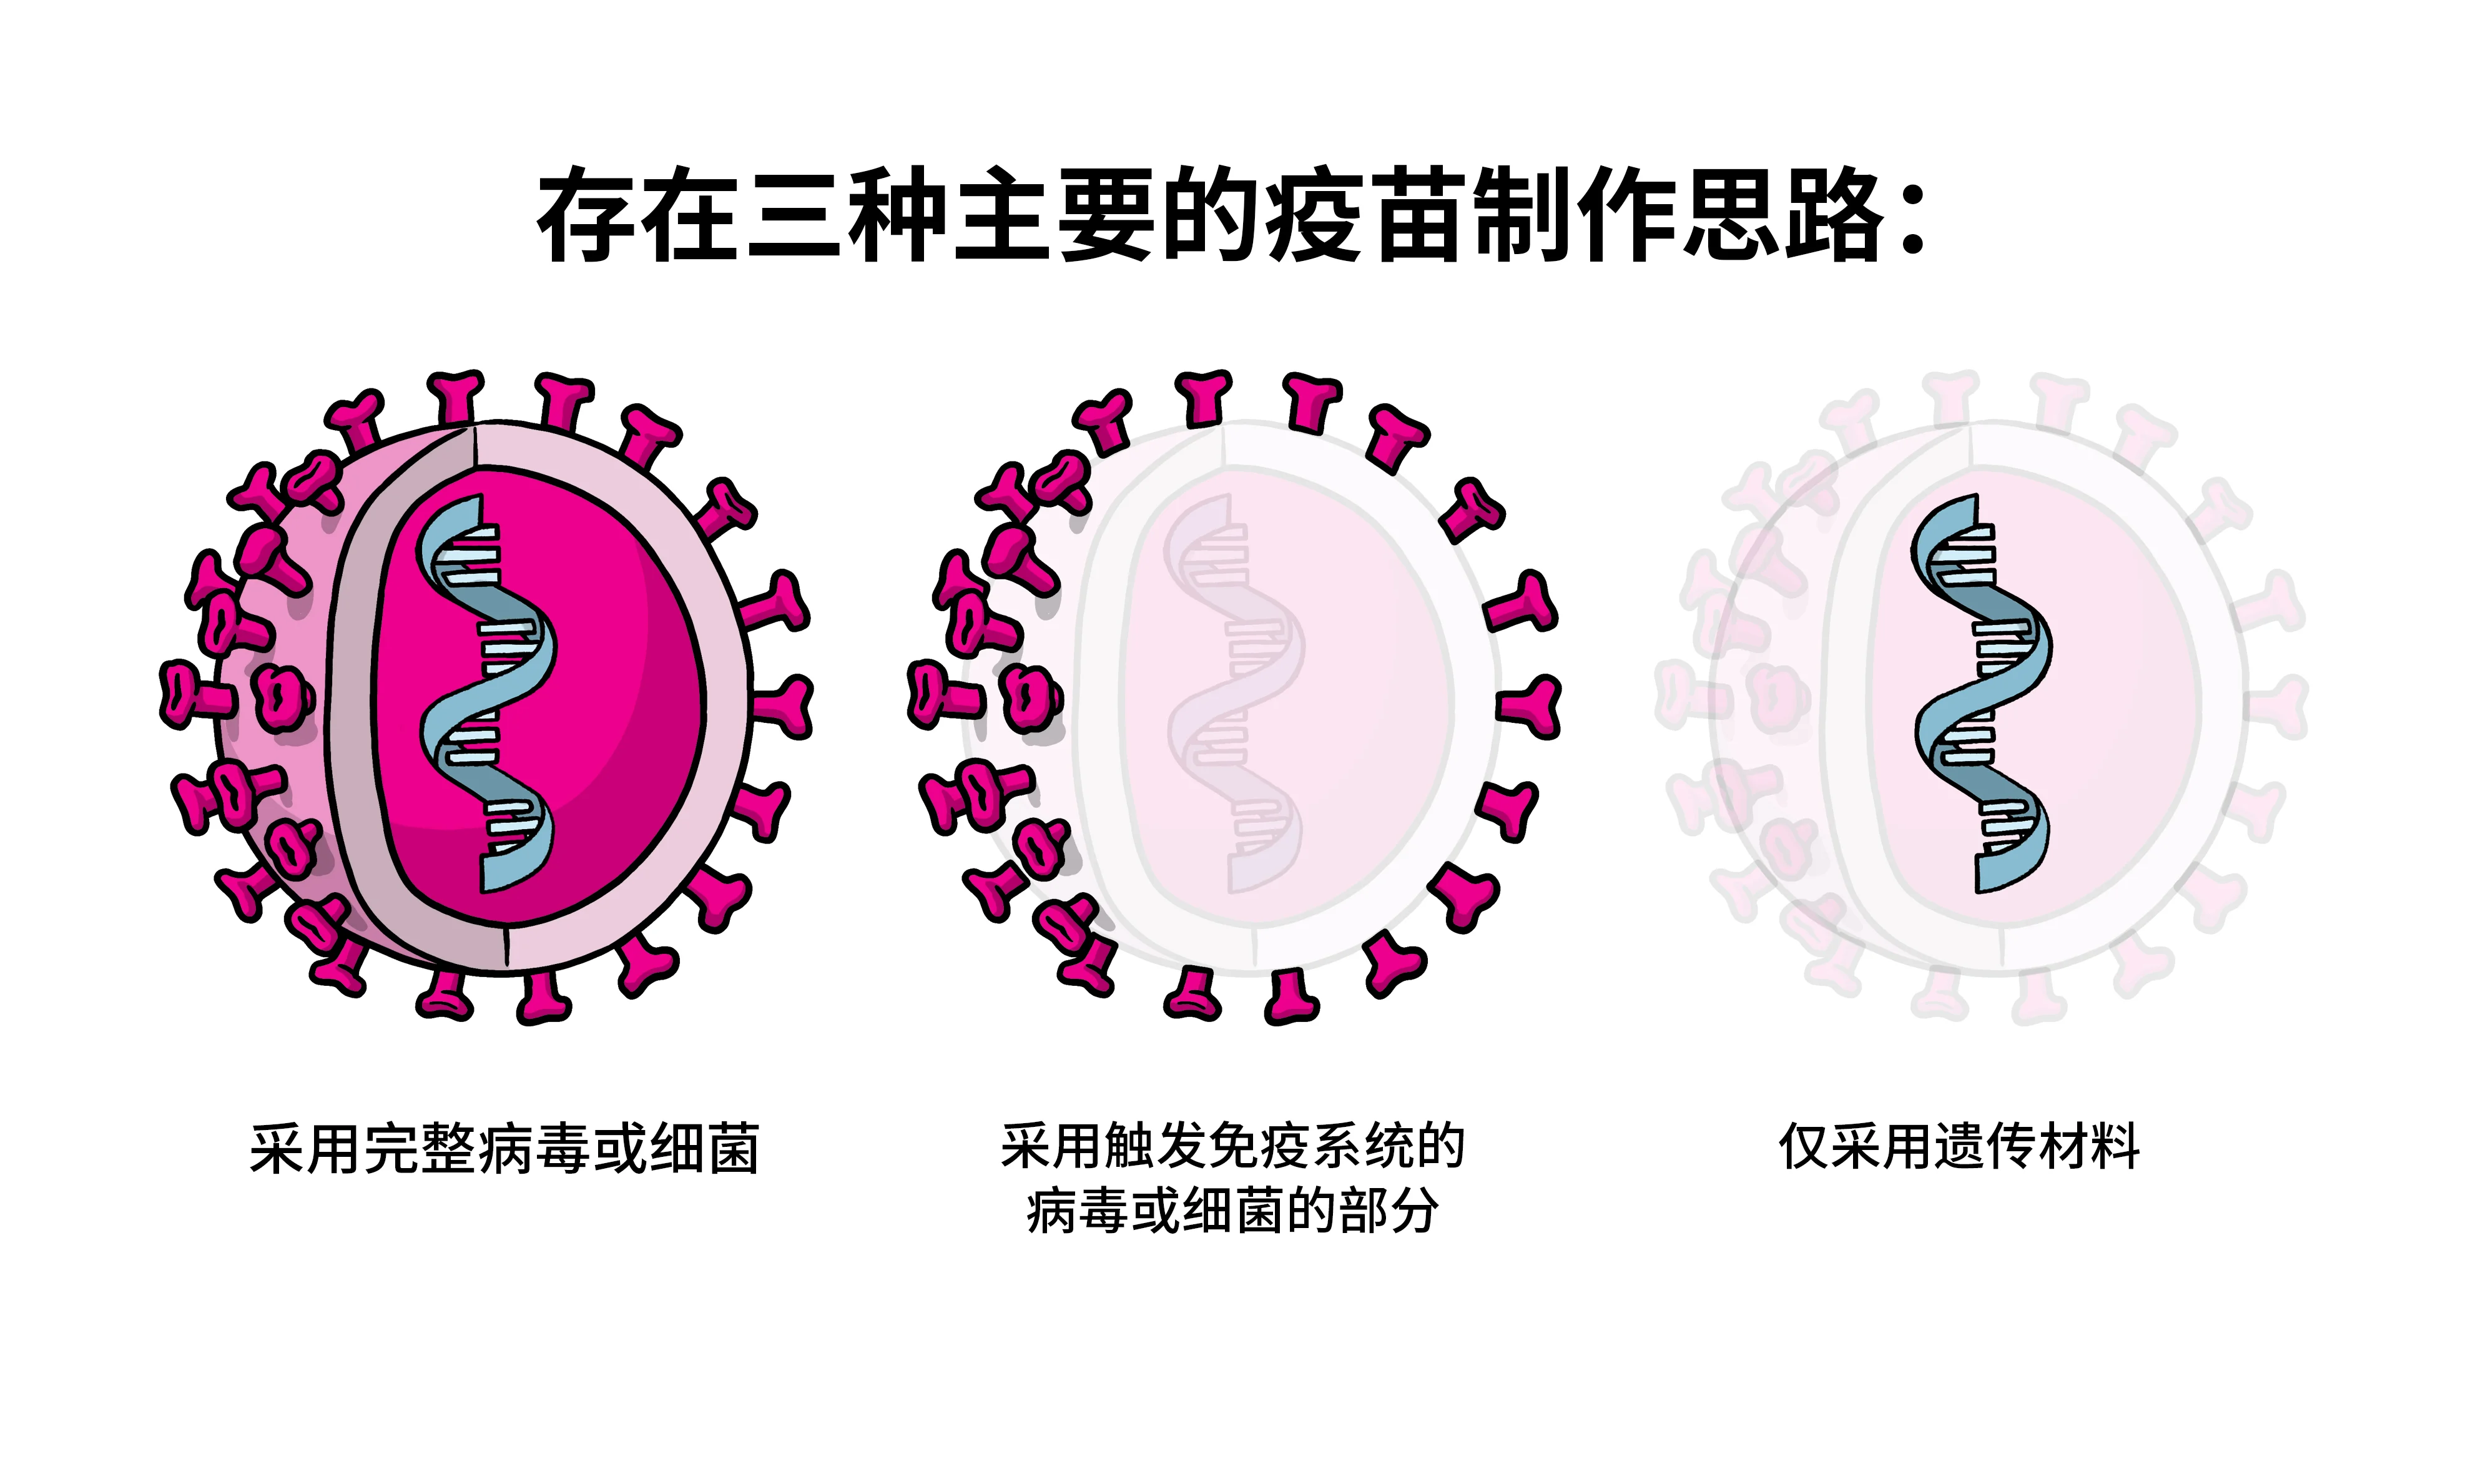 存在三种主要的疫苗制作思路：
采用完整病毒或细菌
采用触发免疫系统的
病毒或细菌的部分
仅采用遗传材料